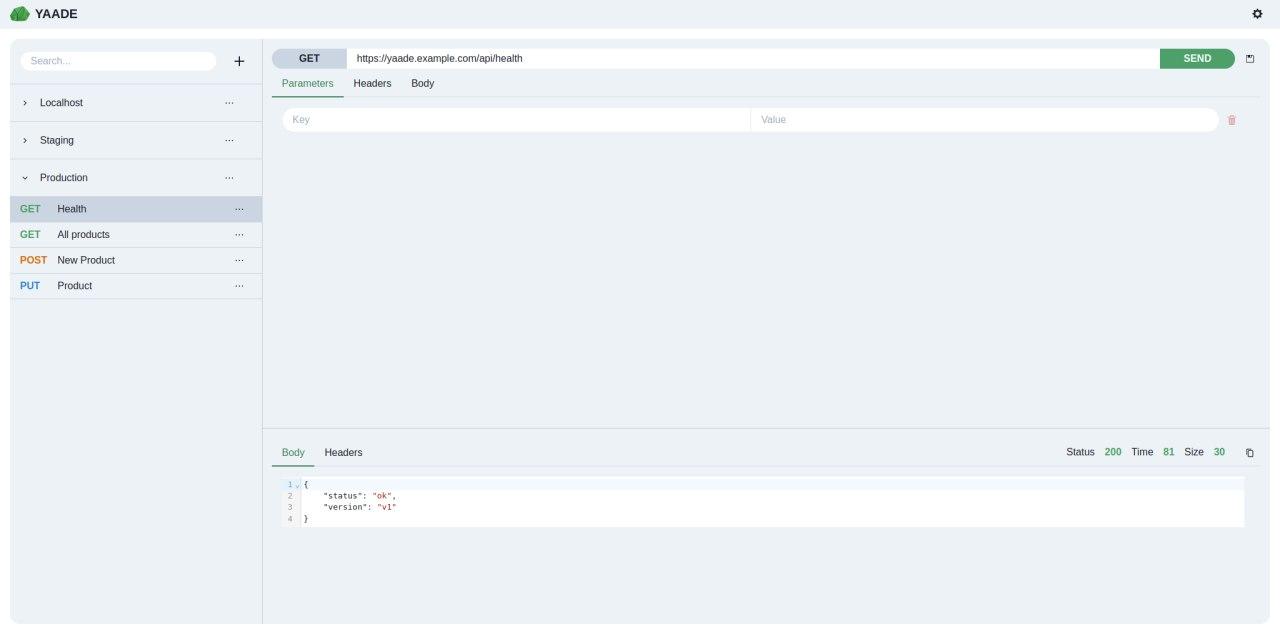 YAADE
Search...
Localhost
Staging
Production
GET Health
GET All products
POST New Product
PUT Product
GET https://yaade.example.com/api/health SEND
Parameters Headers Body
Key Value
Body Headers Status 200 Time 81 Size 30
1 {
2 "status": "ok",
3 "version": "v1"
4 }